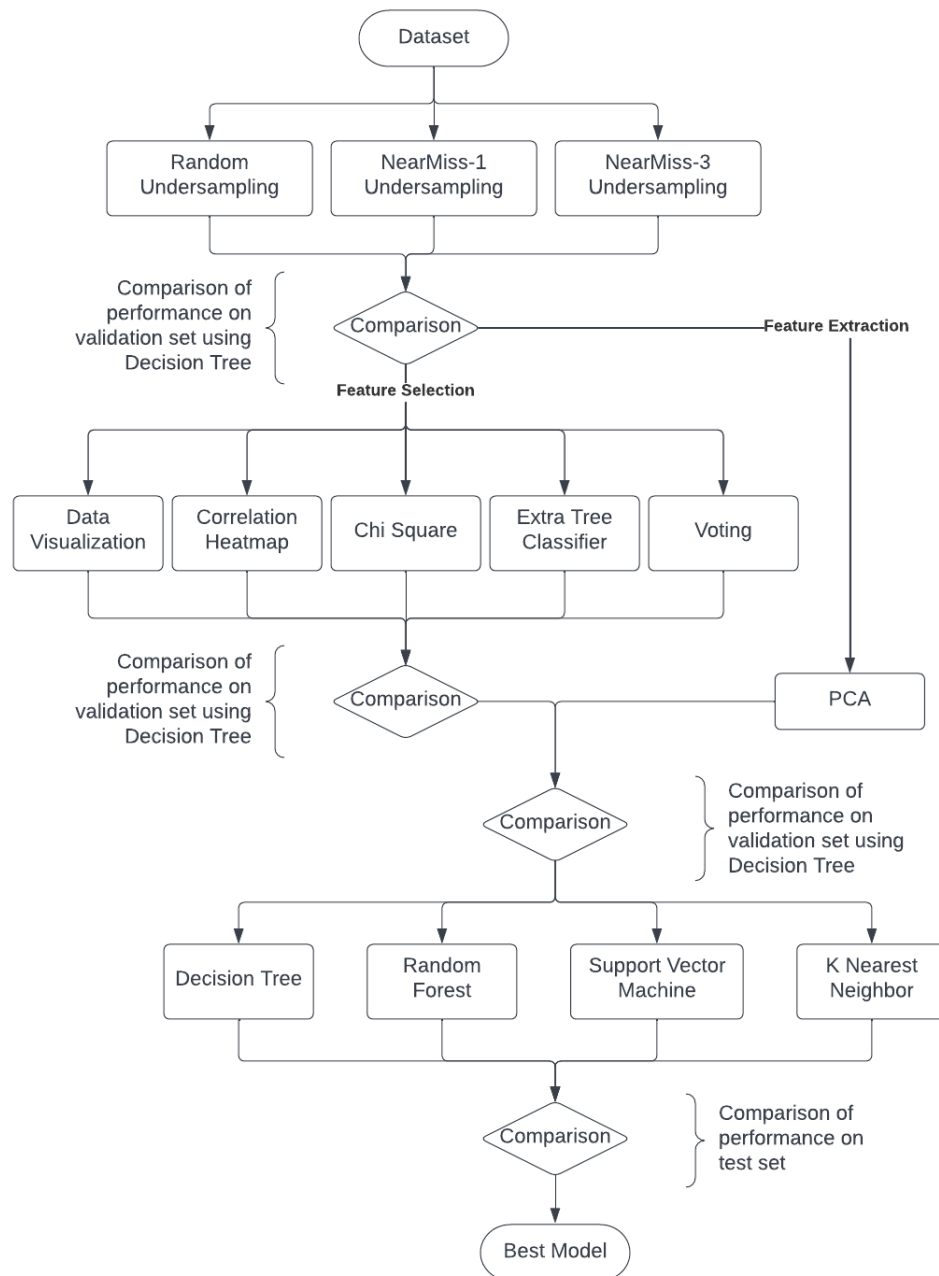 Dataset
Random
Undersampling
NearMiss-1
Undersampling
NearMiss-3
Undersampling
Comparison of
performance on
validation set using
Decision Tree
Comparison
Feature Extraction
Feature Selection
Data
Visualization
Correlation
Heatmap
Chi Square
Extra Tree
Classifier
Voting
Comparison of
performance on
validation set using
Decision Tree
Comparison
PCA
Comparison
Comparison of
performance on
validation set using
Decision Tree
Decision Tree
Random
Forest
Support Vector
Machine
K Nearest
Neighbor
Comparison
Comparison of
performance on
test set
Best Model